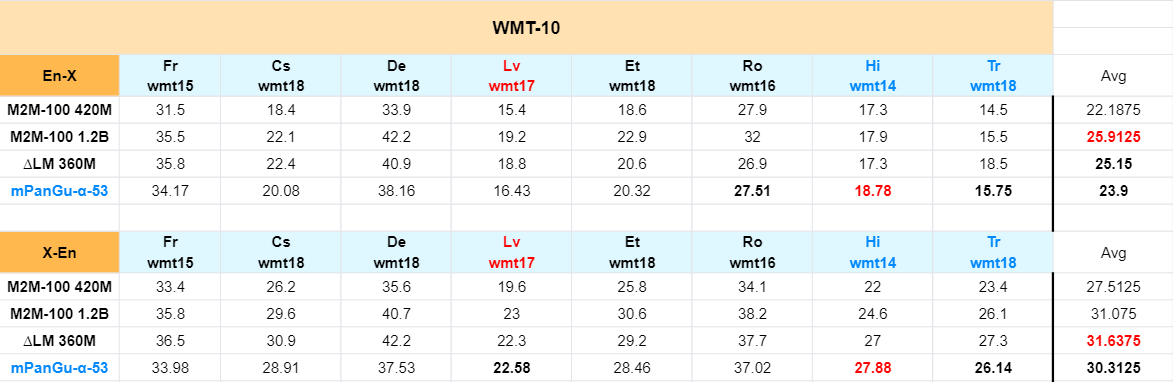 WMT-10
En-X Fr wmt15 Cs wmt18 De wmt18 Lv wmt17 Et wmt18 Ro wmt16 Hi wmt14 Tr wmt18 Avg
M2M-100 420M 31.5 18.4 33.9 15.4 18.6 27.9 17.3 14.5 22.1875
M2M-100 1.2B 35.5 22.1 42.2 19.2 22.9 32 17.9 15.5 25.9125
∆LM 360M 35.8 22.4 40.9 18.8 20.6 26.9 17.3 18.5 25.15
mPanGu-α-53 34.17 20.08 38.16 16.43 20.32 27.51 18.78 15.75 23.9
X-En Fr wmt15 Cs wmt18 De wmt18 Lv wmt17 Et wmt18 Ro wmt16 Hi wmt14 Tr wmt18 Avg
M2M-100 420M 33.4 26.2 35.6 19.6 25.8 34.1 22 23.4 27.5125
M2M-100 1.2B 35.8 29.6 40.7 23 30.6 38.2 24.6 26.1 31.075
∆LM 360M 36.5 30.9 42.2 22.3 29.2 37.7 27 27.3 31.6375
mPanGu-α-53 33.98 28.91 37.53 22.58 28.46 37.02 27.88 26.14 30.3125